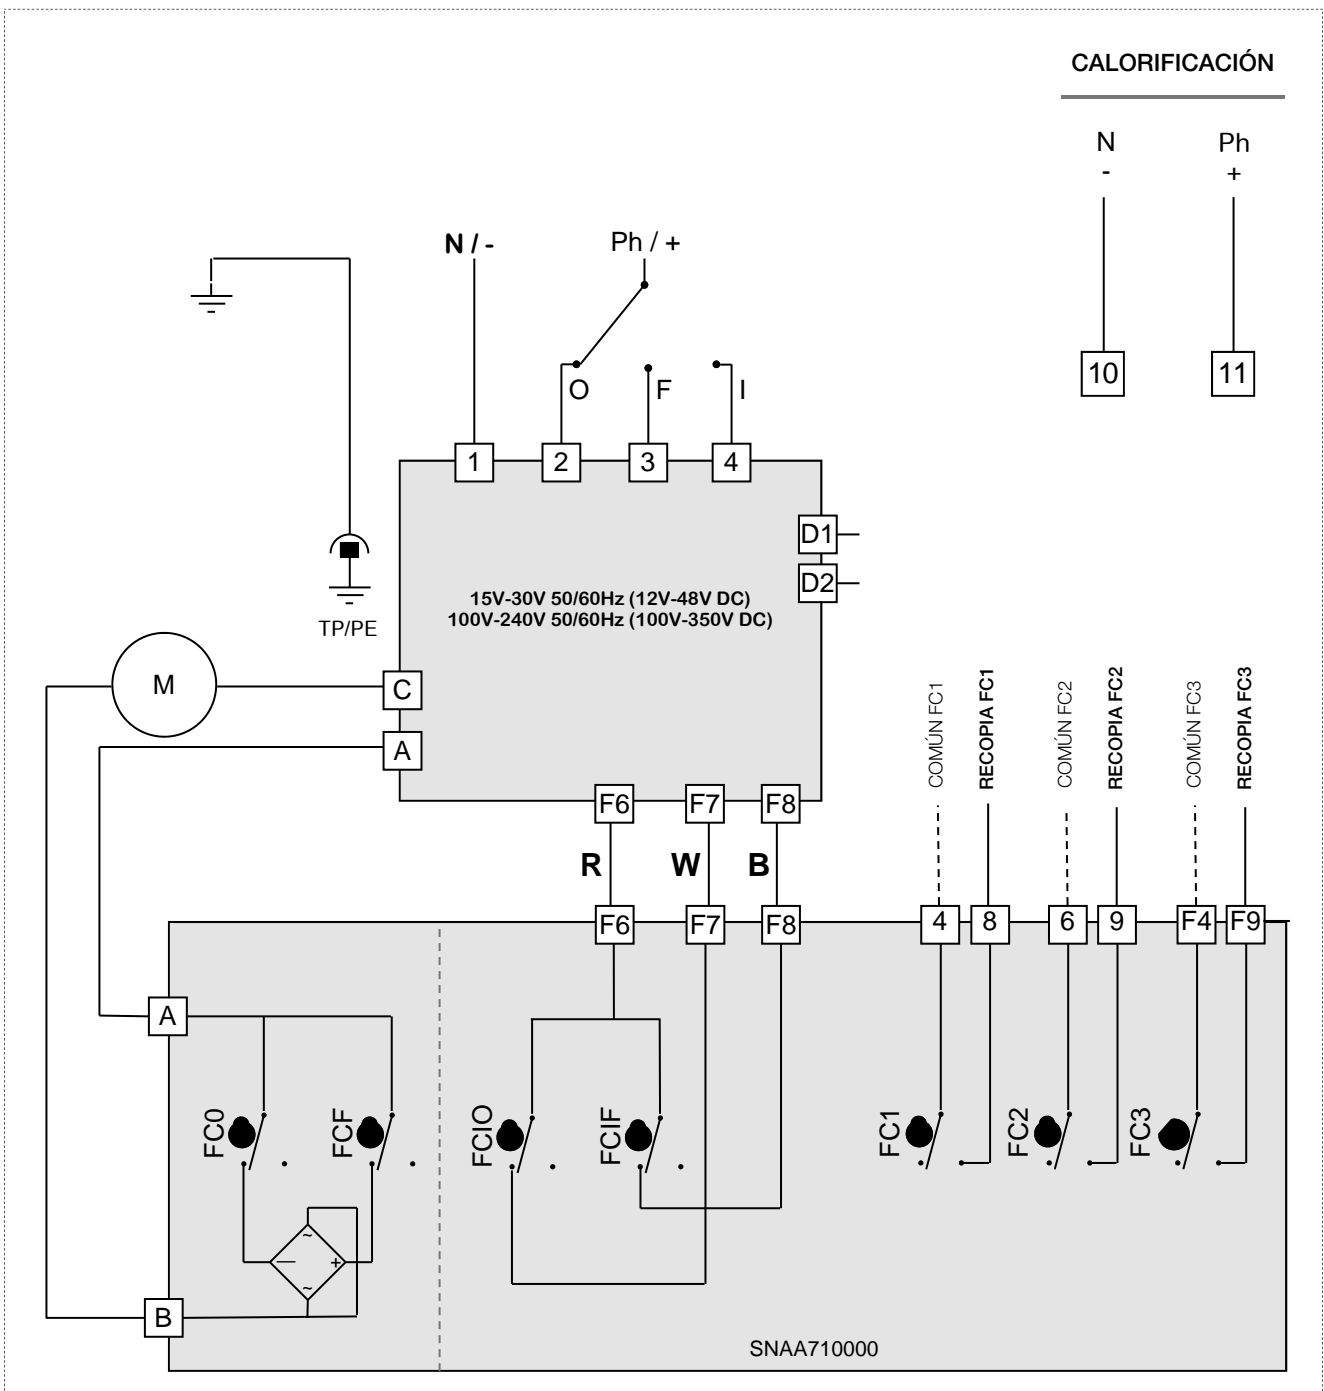 CALORIFICACIÓN
N
-
Ph
+
10
11
N / -
Ph / +
O
F
I
1
2
3
4
D1
D2
15V-30V 50/60Hz (12V-48V DC)
100V-240V 50/60Hz (100V-350V DC)
TP/PE
M
C
A
F6
F7
F8
R
W
B
COMÚN FC1
RECOPIA FC1
COMÚN FC2
RECOPIA FC2
COMÚN FC3
RECOPIA FC3
F6
F7
F8
4
8
6
9
F4
F9
A
FC0
FCF
FCIO
FCIF
FC1
FC2
FC3
~
—
+
~
B
SNAA710000